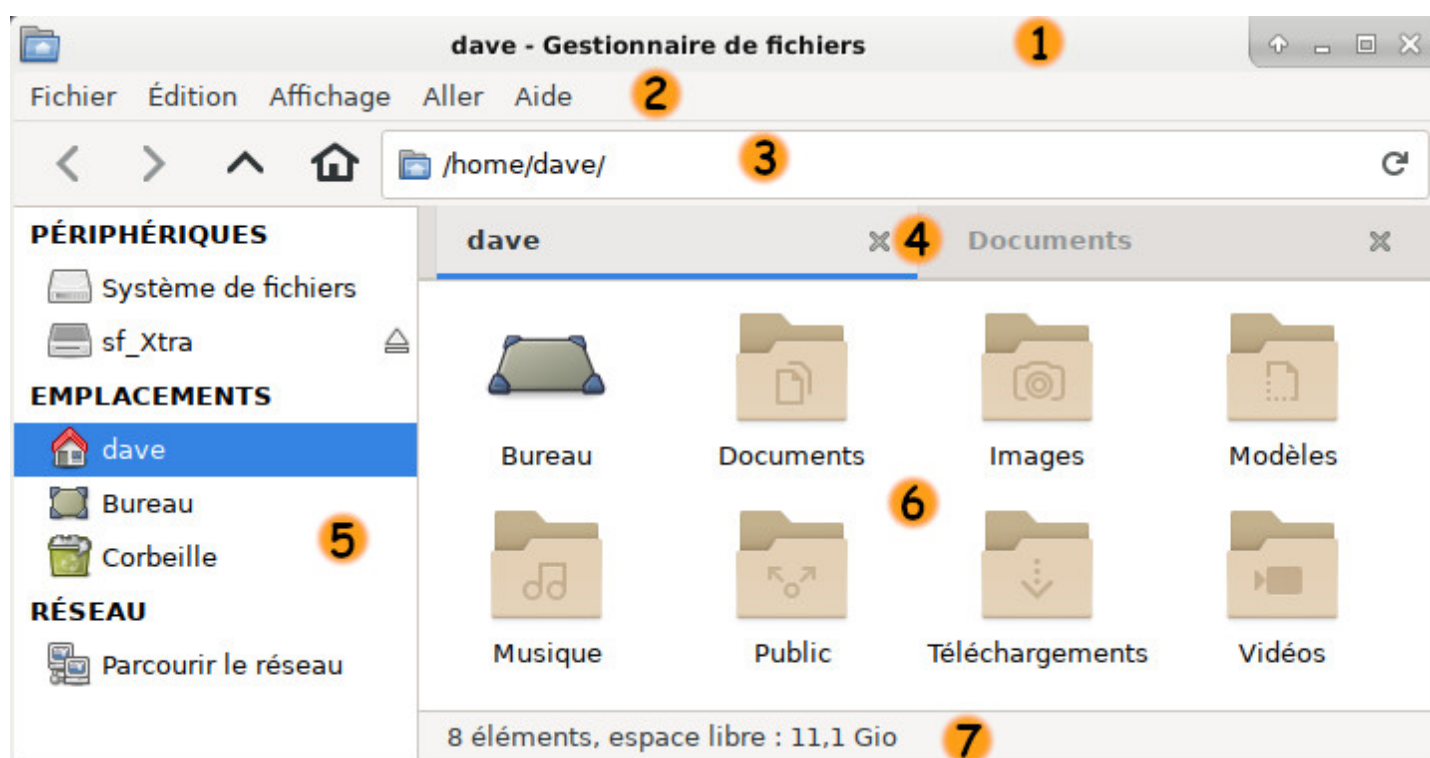 dave - Gestionnaire de fichiers 1
Fichier Édition Affichage Aller Aide 2
/home/dave/ 3
PÉRIPHÉRIQUES
Système de fichiers
sf_Xtra
EMPLACEMENTS
dave
Bureau
Corbeille
5
RÉSEAU
Parcourir le réseau
dave 4 Documents
Bureau Documents Images Modèles
6
Musique Public Téléchargements Vidéos
8 éléments, espace libre : 11,1 Gio 7